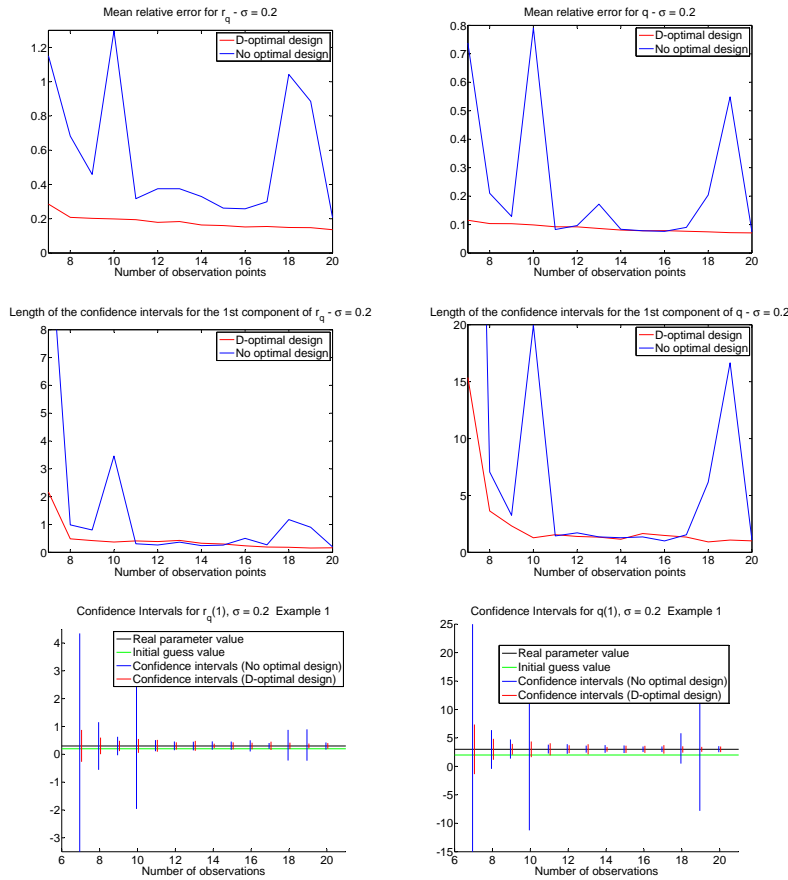 Mean relative error for r_q - σ = 0.2
D-optimal design
No optimal design
1.2
1
0.8
0.6
0.4
0.2
0
8 10 12 14 16 18 20
Number of observation points
Mean relative error for q - σ = 0.2
D-optimal design
No optimal design
0.8
0.7
0.6
0.5
0.4
0.3
0.2
0.1
0
8 10 12 14 16 18 20
Number of observation points
Length of the confidence intervals for the 1st component of r_q - σ = 0.2
D-optimal design
No optimal design
8
7
6
5
4
3
2
1
0
8 10 12 14 16 18 20
Number of observation points
Length of the confidence intervals for the 1st component of q - σ = 0.2
D-optimal design
No optimal design
20
15
10
5
0
8 10 12 14 16 18 20
Number of observation points
Confidence Intervals for r_q(1), σ = 0.2 Example 1
Real parameter value
Initial guess value
Confidence intervals (No optimal design)
Confidence intervals (D-optimal design)
4
3
2
1
0
-1
-2
-3
6 8 10 12 14 16 18 20
Number of observations
Confidence Intervals for q(1), σ = 0.2 Example 1
Real parameter value
Initial guess value
Confidence intervals (No optimal design)
Confidence intervals (D-optimal design)
25
20
15
10
5
0
-5
-10
-15
6 8 10 12 14 16 18 20
Number of observations